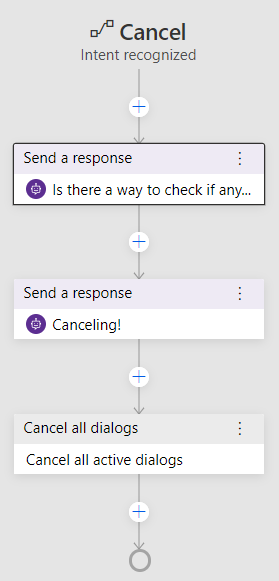 Cancel
Intent recognized
Send a response
Is there a way to check if any...
Send a response
Canceling!
Cancel all dialogs
Cancel all active dialogs